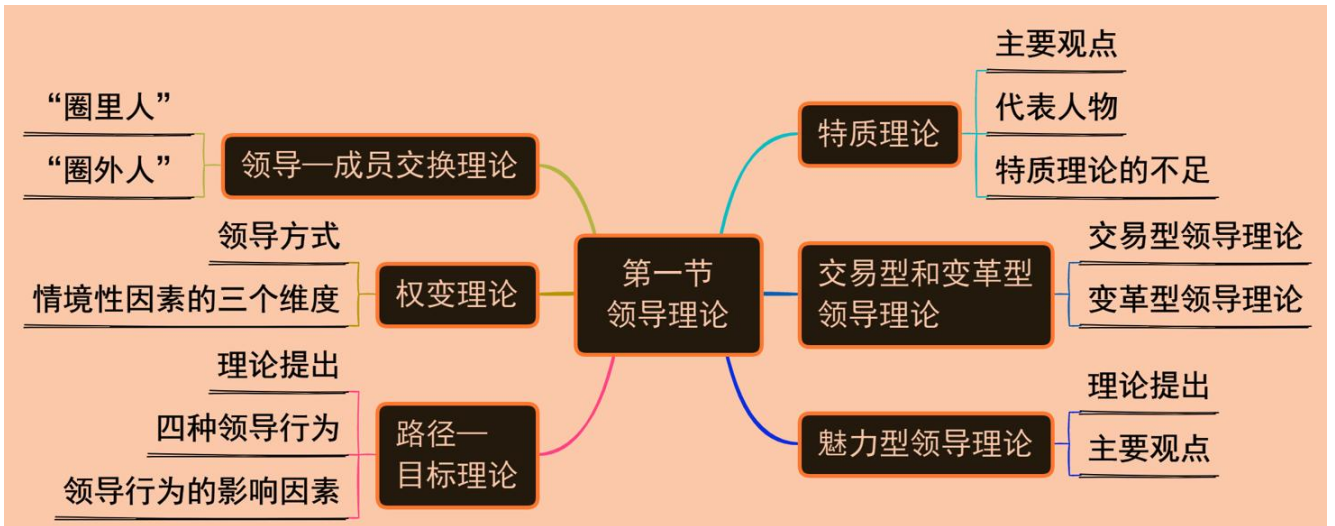 第一节
领导理论
特质理论
主要观点
代表人物
特质理论的不足
交易型和变革型
领导理论
交易型领导理论
变革型领导理论
魅力型领导理论
理论提出
主要观点
路径—
目标理论
理论提出
四种领导行为
领导行为的影响因素
权变理论
领导方式
情境性因素的三个维度
领导—成员交换理论
“圈里人”
“圈外人”